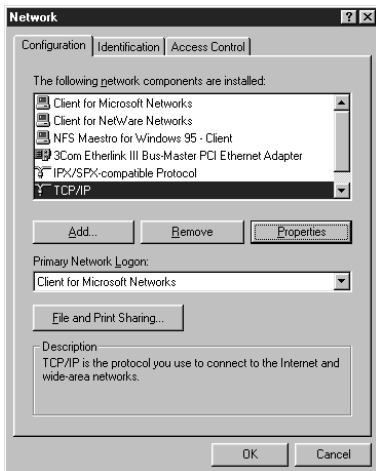 Network
Configuration Identification Access Control
The following network components are installed:
Client for Microsoft Networks
Client for NetWare Networks
NFS Maestro for Windows 95 - Client
3Com Etherlink III Bus-Master PCI Ethernet Adapter
IPX/SPX-compatible Protocol
TCP/IP
Add... Remove Properties
Primary Network Logon:
Client for Microsoft Networks
File and Print Sharing...
Description
TCP/IP is the protocol you use to connect to the Internet and
wide-area networks.
OK Cancel